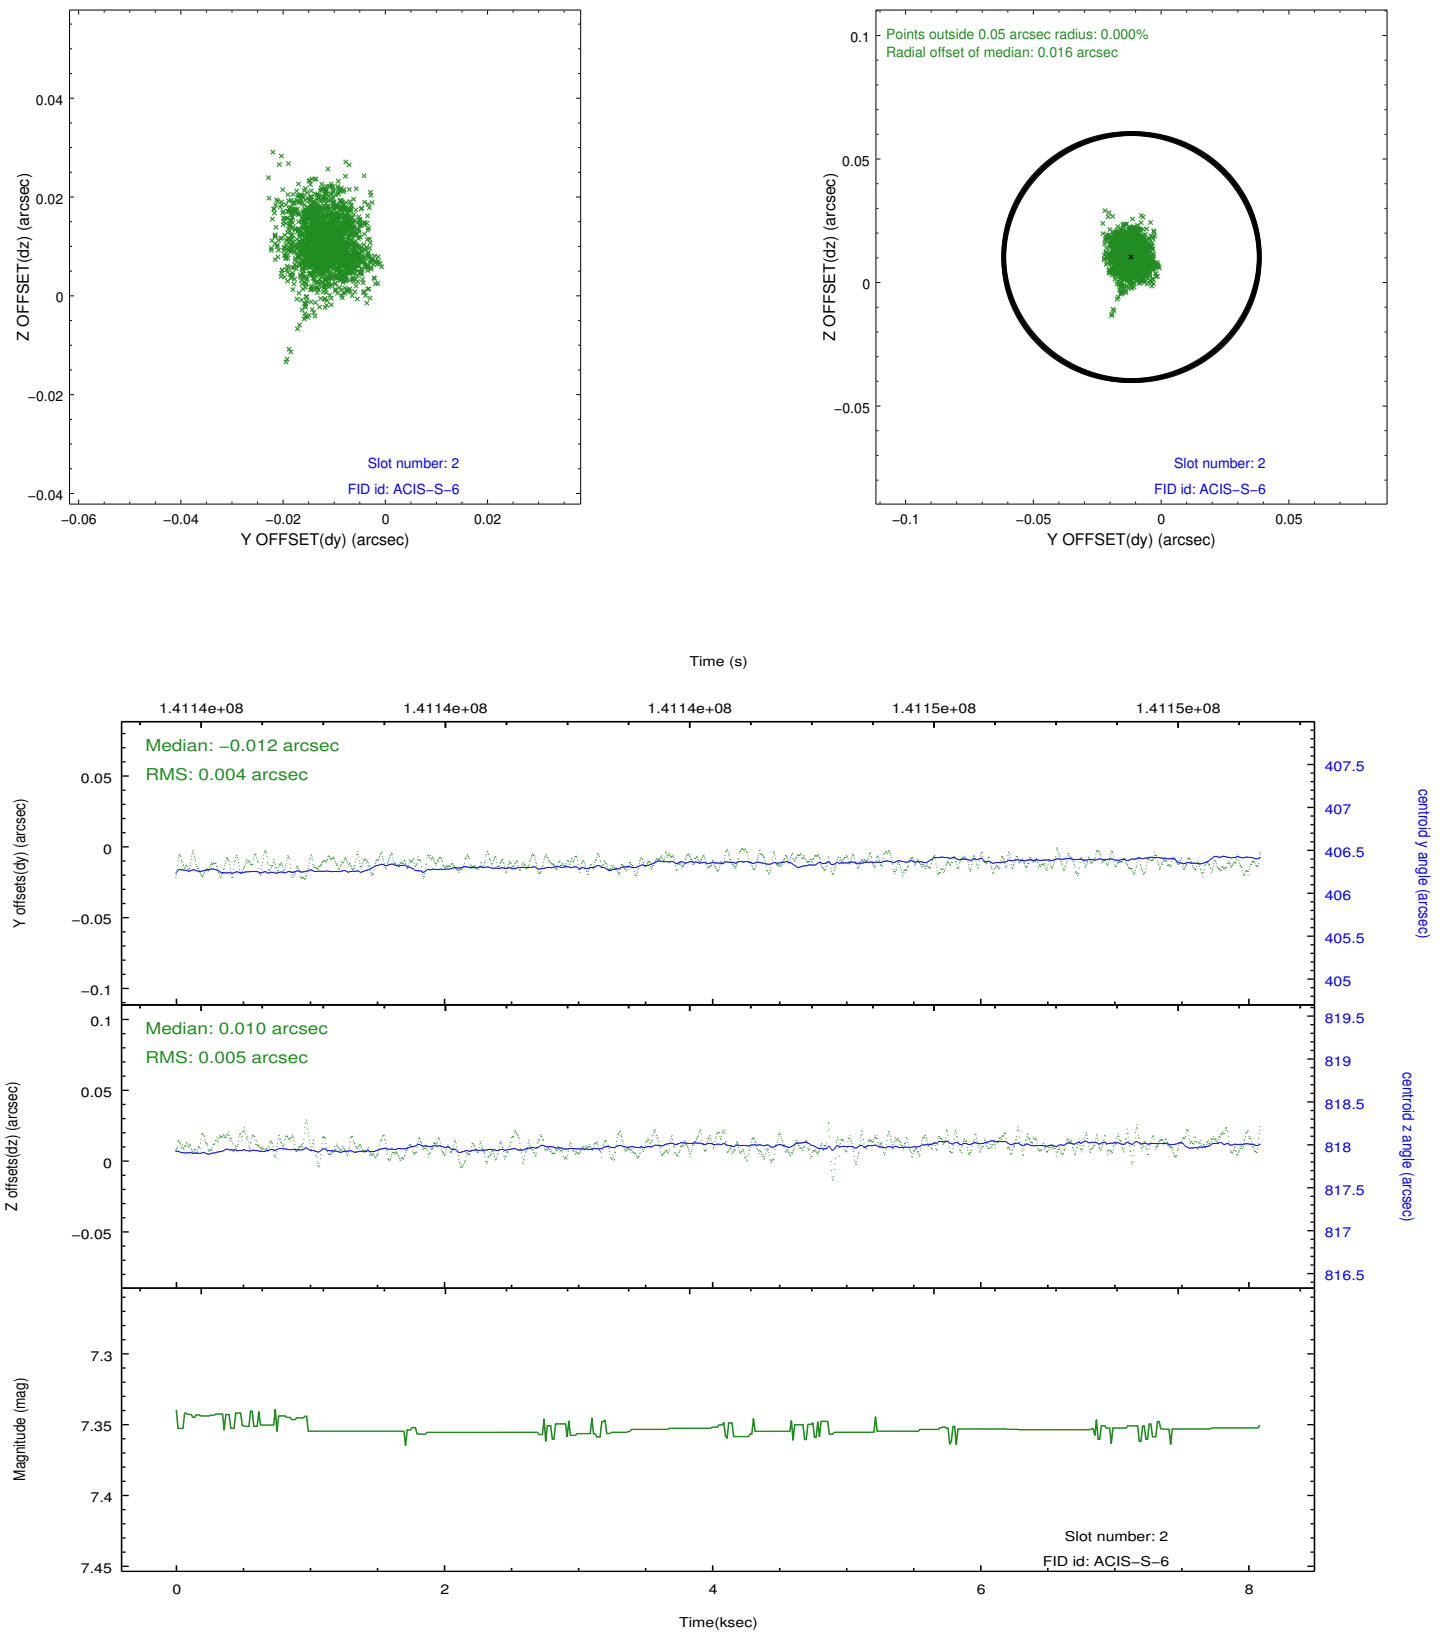 0.04
0.02
0
−0.02
−0.04
Z OFFSET(dz) (arcsec)
Slot number: 2
FID id: ACIS−S−6
−0.06
−0.04
−0.02
0
0.02
Y OFFSET(dy) (arcsec)
Points outside 0.05 arcsec radius: 0.000%
Radial offset of median: 0.016 arcsec
0.1
0.05
0
−0.05
Z OFFSET(dz) (arcsec)
Slot number: 2
FID id: ACIS−S−6
−0.1
−0.05
0
0.05
Y OFFSET(dy) (arcsec)
Time (s)
1.4114e+08
1.4114e+08
1.4114e+08
1.4115e+08
1.4115e+08
Median: −0.012 arcsec
RMS: 0.004 arcsec
0.05
0
−0.05
−0.1
Y offsets(dy) (arcsec)
407.5
407
406.5
406
405.5
405
centroid y angle (arcsec)
Median: 0.010 arcsec
RMS: 0.005 arcsec
0.1
0.05
0
−0.05
Z offsets(dz) (arcsec)
819.5
819
818.5
818
817.5
817
816.5
centroid z angle (arcsec)
7.3
7.35
7.4
7.45
Magnitude (mag)
Slot number: 2
FID id: ACIS−S−6
0
2
4
6
8
Time(ksec)